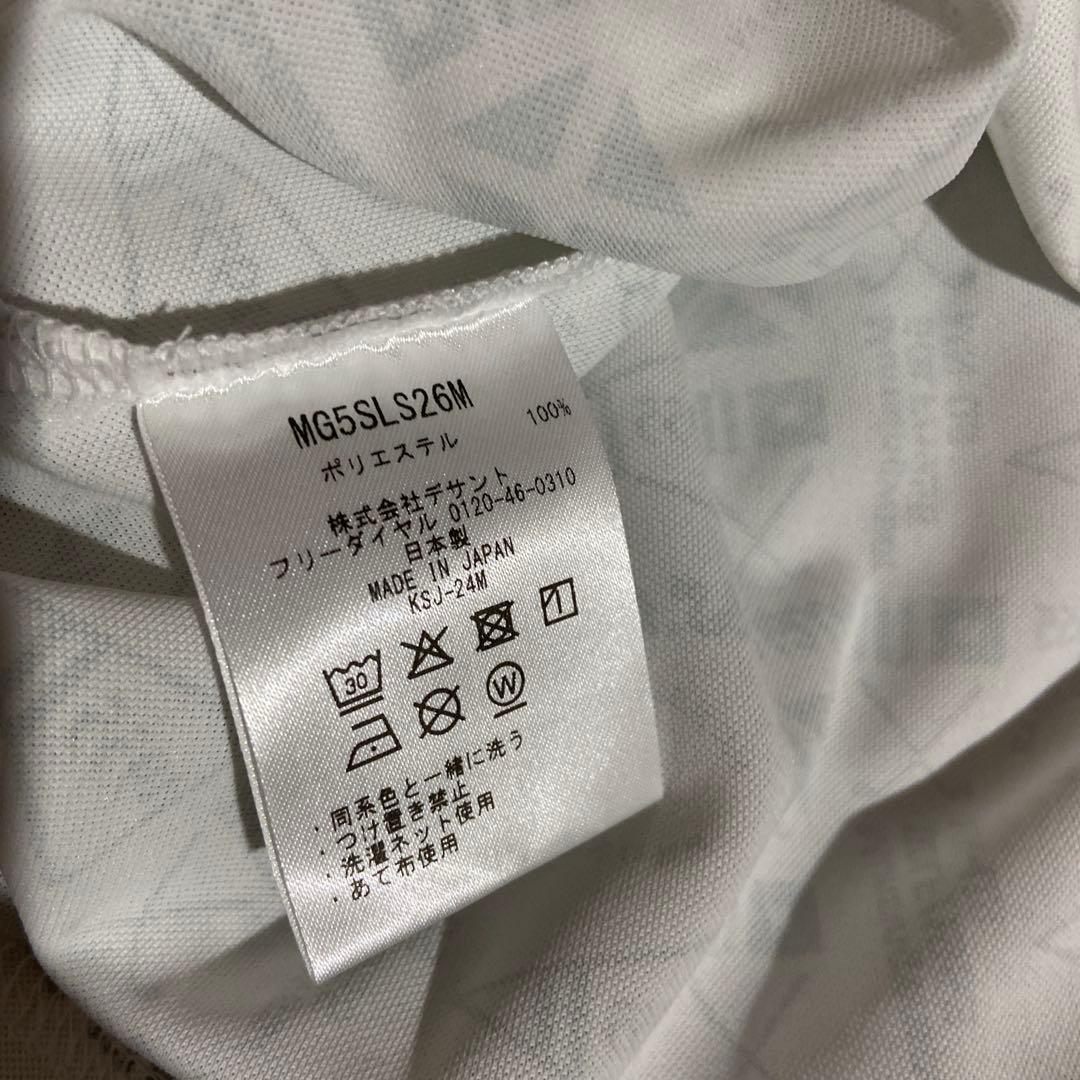 MG5SLS26M
ポリエステル 100%
株式会社デサント
フリーダイヤル 0120-46-0310
日本製
MADE IN JAPAN
KSJ-24M
30
W
・同系色と一緒に洗う
・つけ置き禁止
・洗濯ネット使用
・あて布使用